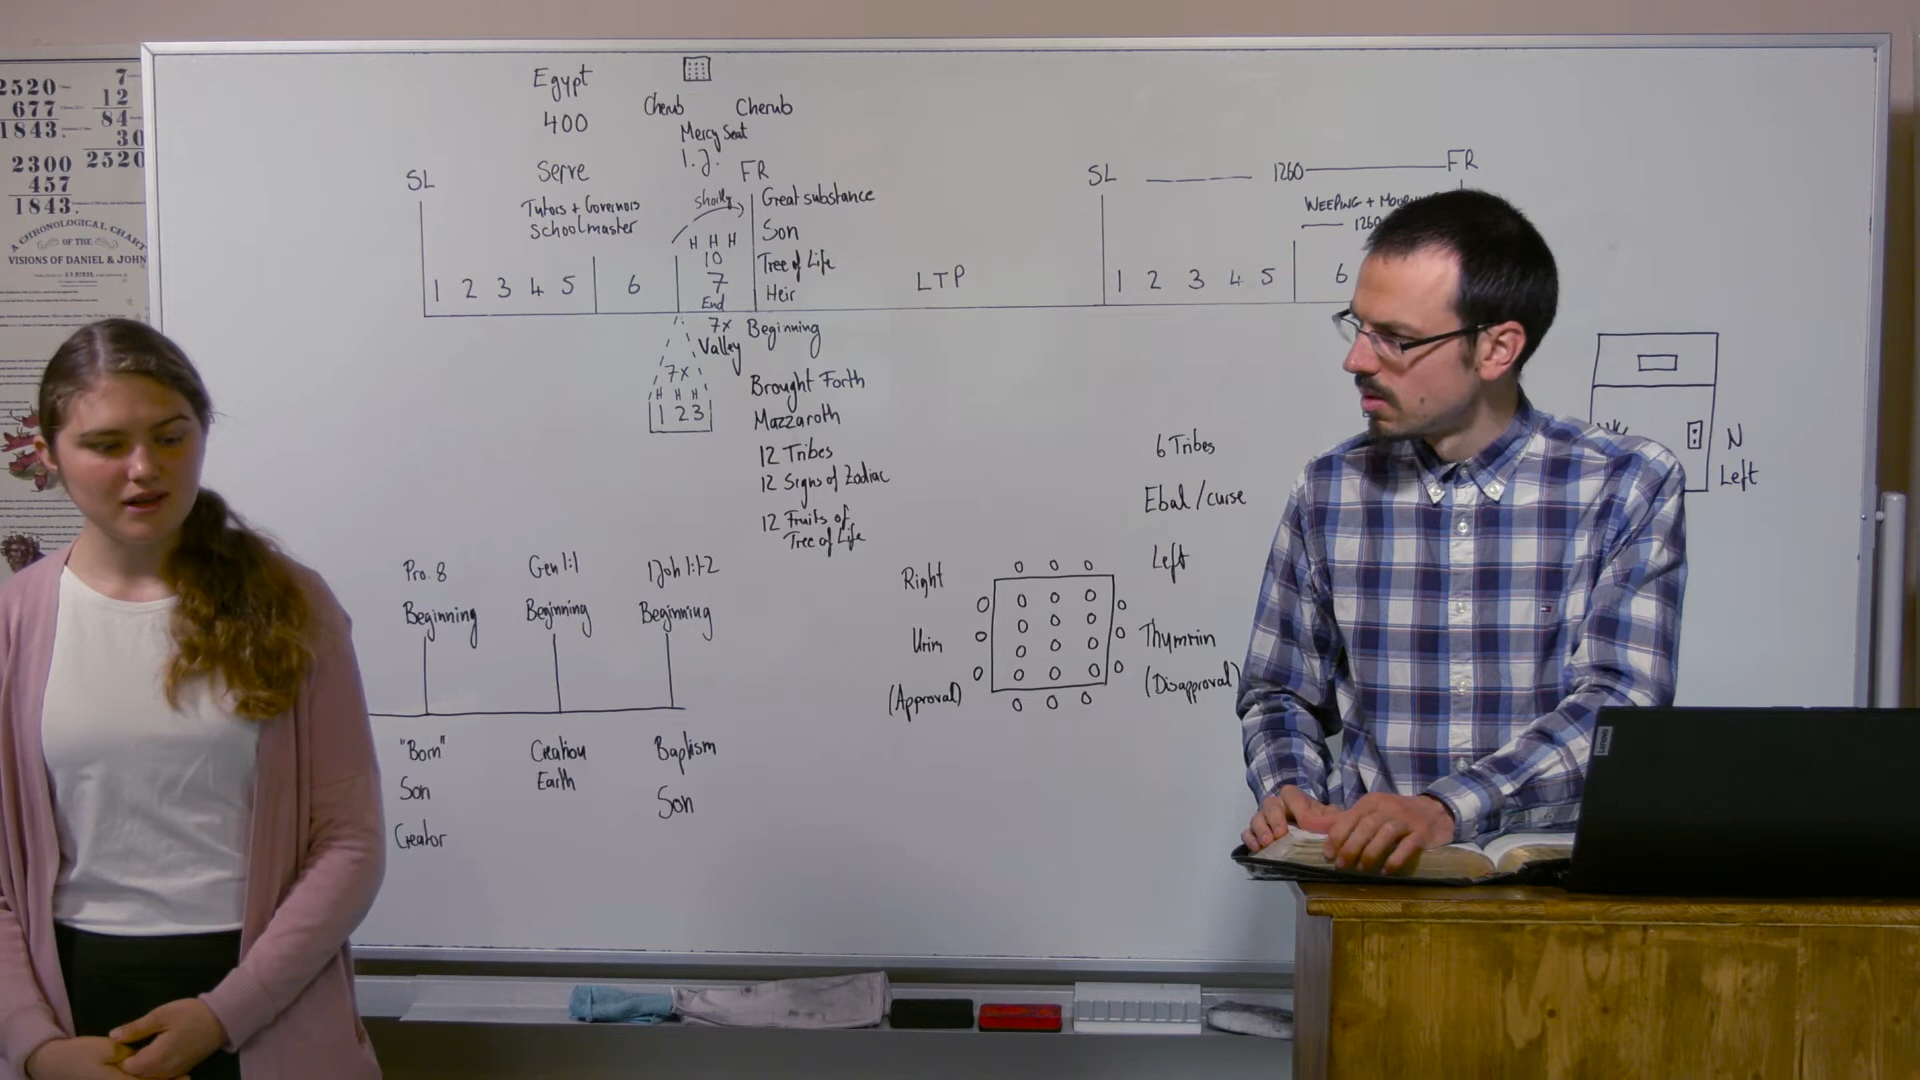 2520
677
1843.
2300
457
1843.
7
12
84
30
2520
A CHRONOLOGICAL CHART
OF THE
VISIONS OF DANIEL & JOHN
Egypt
400
Serve
Tutors + Governors
Schoolmaster
Cherub Cherub
Mercy Seat
1. J.
SL
FR
shortly
Great substance
Son
Tree of Life
Heir
H H H
10
7
End
1 2 3 4 5 6
LTP
7x Beginning
Valley
7x
H H H
1 2 3
Brought Forth
Mazzaroth
12 Tribes
12 Signs of Zodiac
12 Fruits of
Tree of Life
SL 1260 FR
WEEPING +
1260
1 2 3 4 5 6
N
Left
Pro. 8 Gen 1:1 1Joh 1:1-2
Beginning Beginning Beginning
"Born" Creation Baptism
Son Earth Son
Creator
6 Tribes
Ebal/curse
Right Left
Urim Thummin
(Approval) (Disapproval)
Lenovo